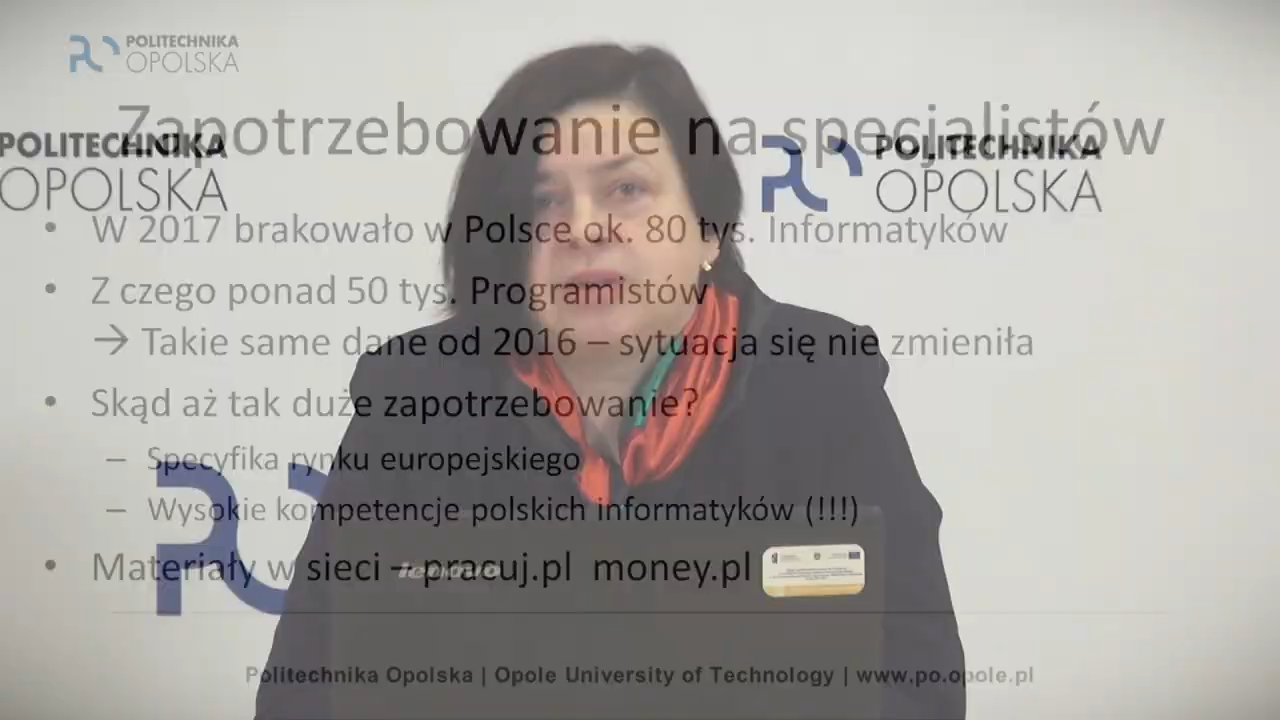 POLITECHNIKA
OPOLSKA
Zapotrzebowanie na specjalistów
POLITECHNIKA
OPOLSKA
POLITECHNIKA
OPOLSKA
• W 2017 brakowało w Polsce ok. 80 tys. Informatyków
• Z czego ponad 50 tys. Programistów
→ Takie same dane od 2016 – sytuacja się nie zmieniła
• Skąd aż tak duże zapotrzebowanie?
– Specyfika rynku europejskiego
– Wysokie kompetencje polskich informatyków (!!!)
• Materiały w sieci – pracuj.pl money.pl
lenovo
Politechnika Opolska | Opole University of Technology | www.po.opole.pl